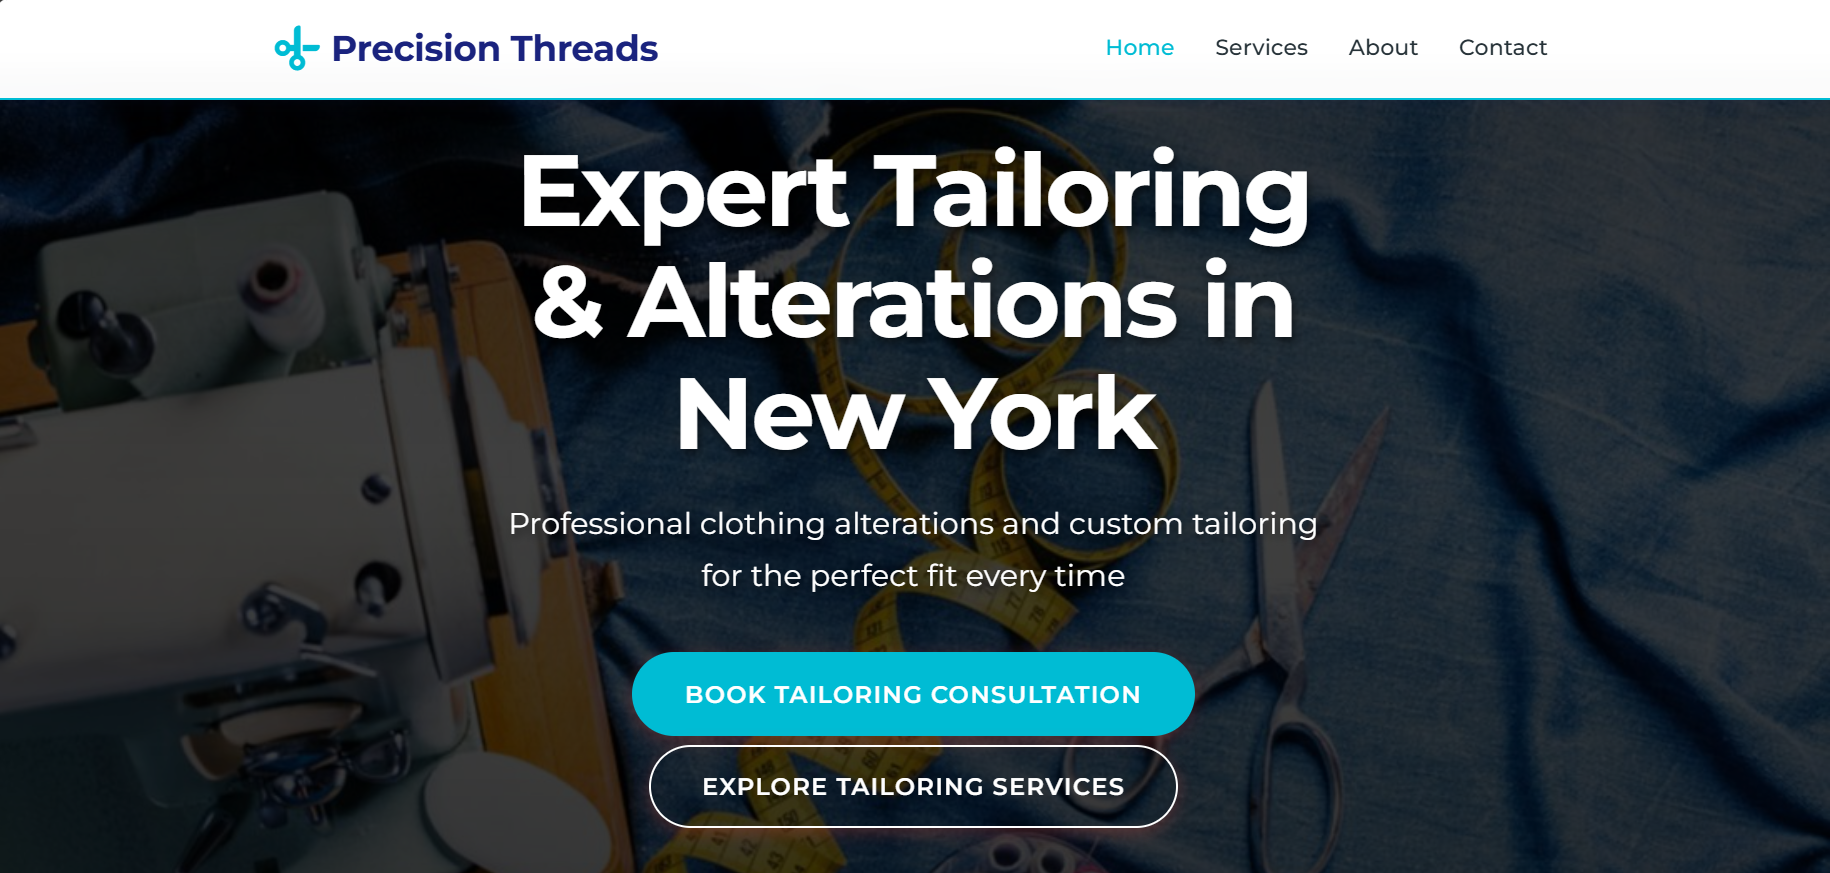 Precision Threads
Home Services About Contact
Expert Tailoring
& Alterations in
New York
Professional clothing alterations and custom tailoring
for the perfect fit every time
BOOK TAILORING CONSULTATION
EXPLORE TAILORING SERVICES